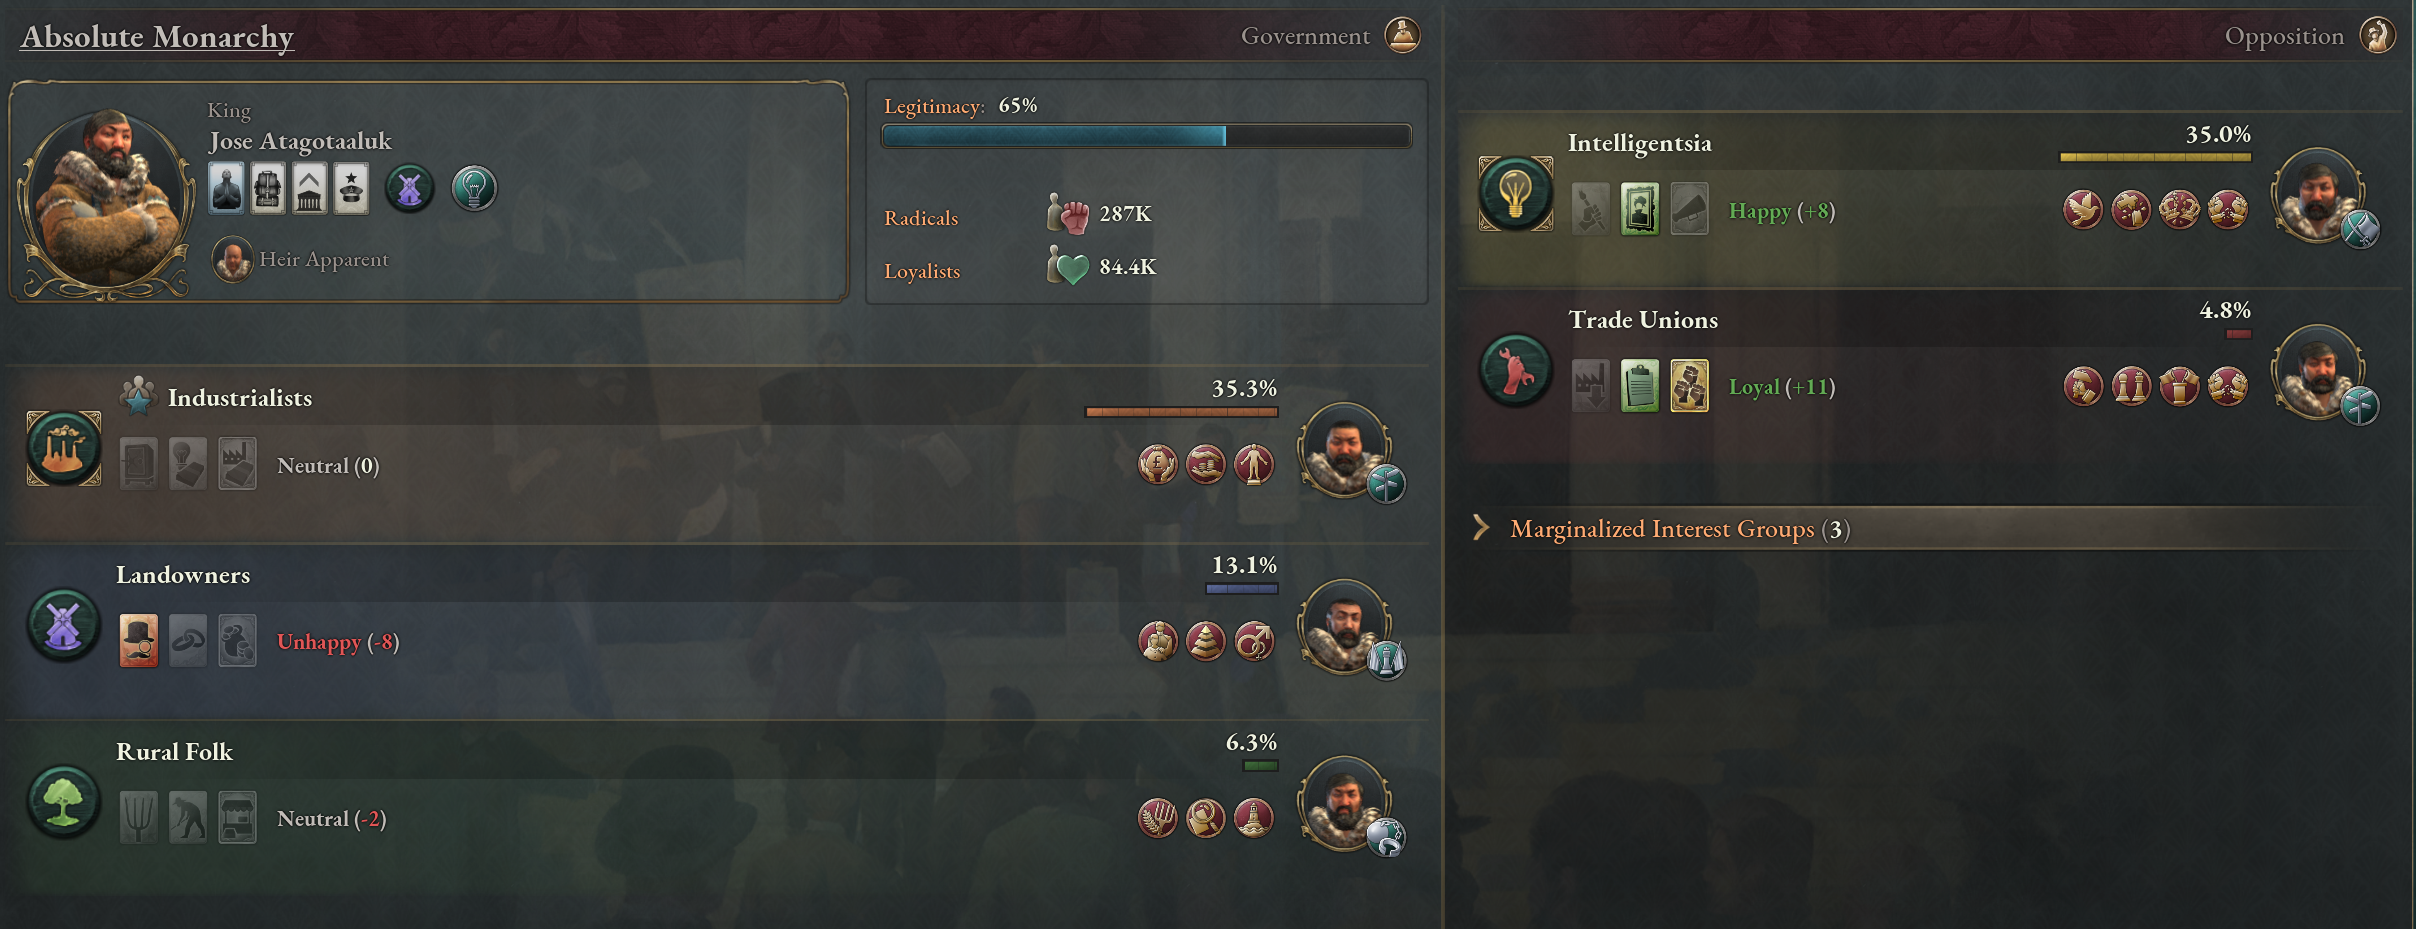 Absolute Monarchy
Government
King
Jose Atagotaaluk
Heir Apparent
Legitimacy: 65%
Radicals 287K
Loyalists 84.4K
Industrialists
35.3%
Neutral (0)
Landowners
13.1%
Unhappy (-8)
Rural Folk
6.3%
Neutral (-2)
Opposition
Intelligentsia
35.0%
Happy (+8)
Trade Unions
4.8%
Loyal (+11)
Marginalized Interest Groups (3)